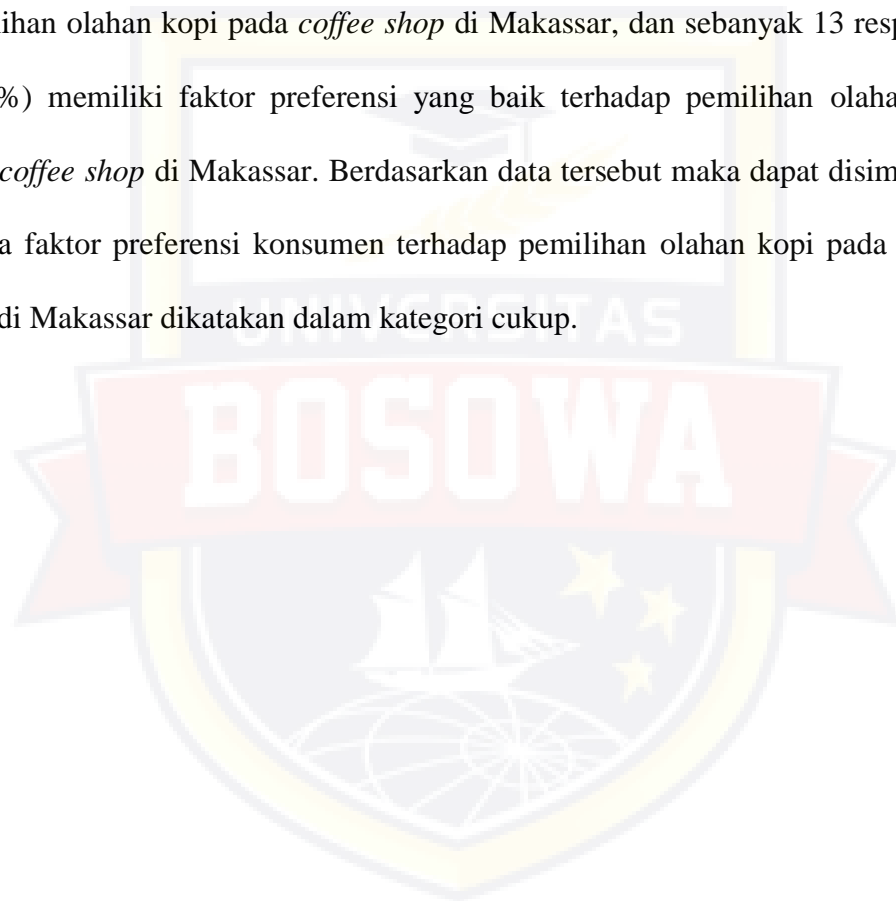 lihan olahan kopi pada coffee shop di Makassar, dan sebanyak 13 resp
%) memiliki faktor preferensi yang baik terhadap pemilihan olaha
coffee shop di Makassar. Berdasarkan data tersebut maka dapat disim
a faktor preferensi konsumen terhadap pemilihan olahan kopi pada
di Makassar dikatakan dalam kategori cukup.
UNIVERSITAS
BOSOWA